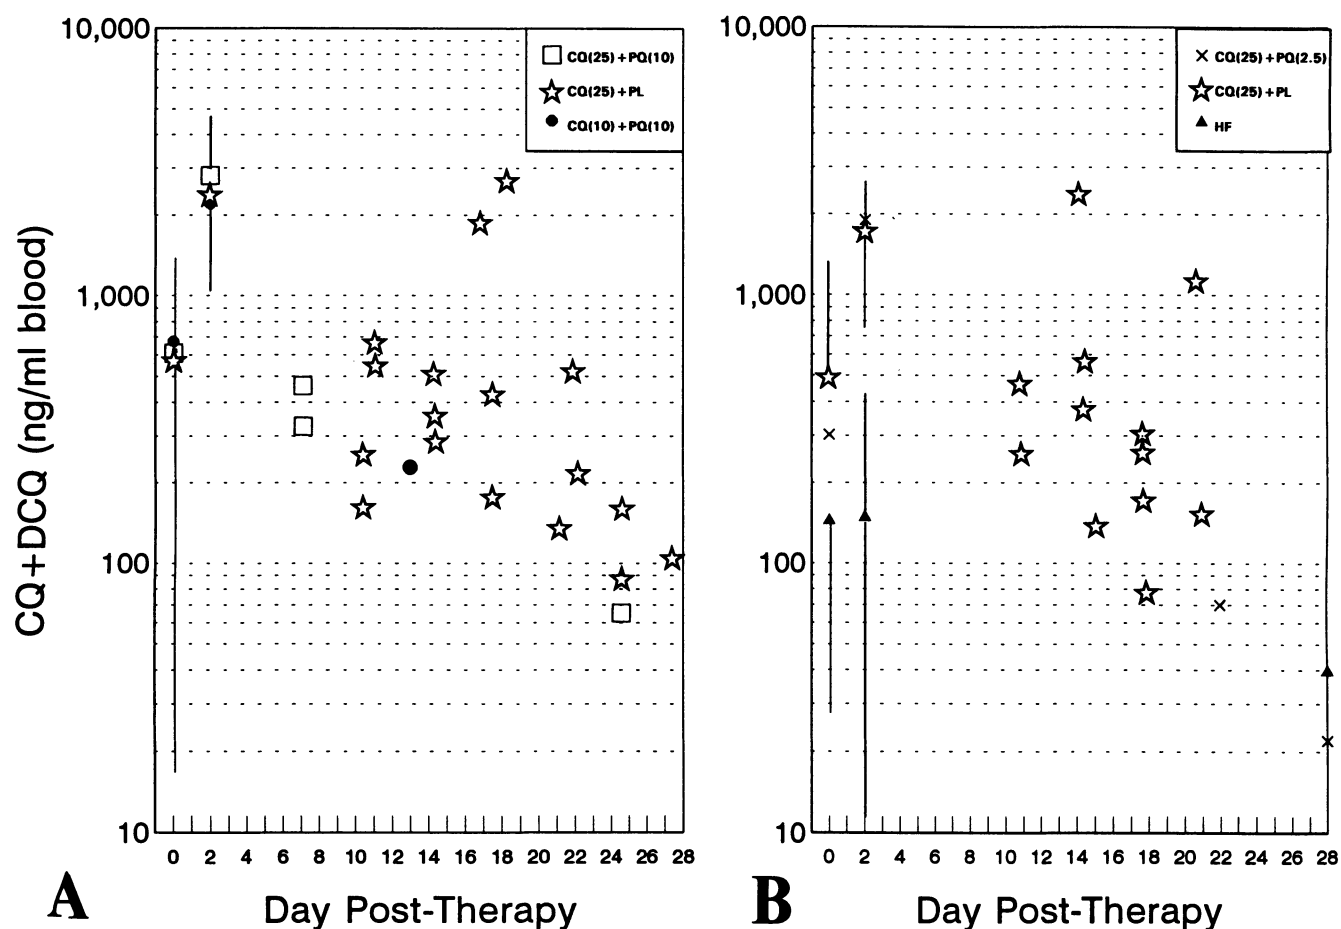 CQ+DCQ (ng/ml blood)
10,000
1,000
100
10
CQ(25)+PQ(10)
CQ(25)+PL
CQ(10)+PQ(10)
0 2 4 6 8 10 12 14 16 18 20 22 24 26 28
A
Day Post-Therapy
10,000
1,000
100
10
CQ(25)+PQ(2.5)
CQ(25)+PL
HF
0 2 4 6 8 10 12 14 16 18 20 22 24 26 28
B
Day Post-Therapy